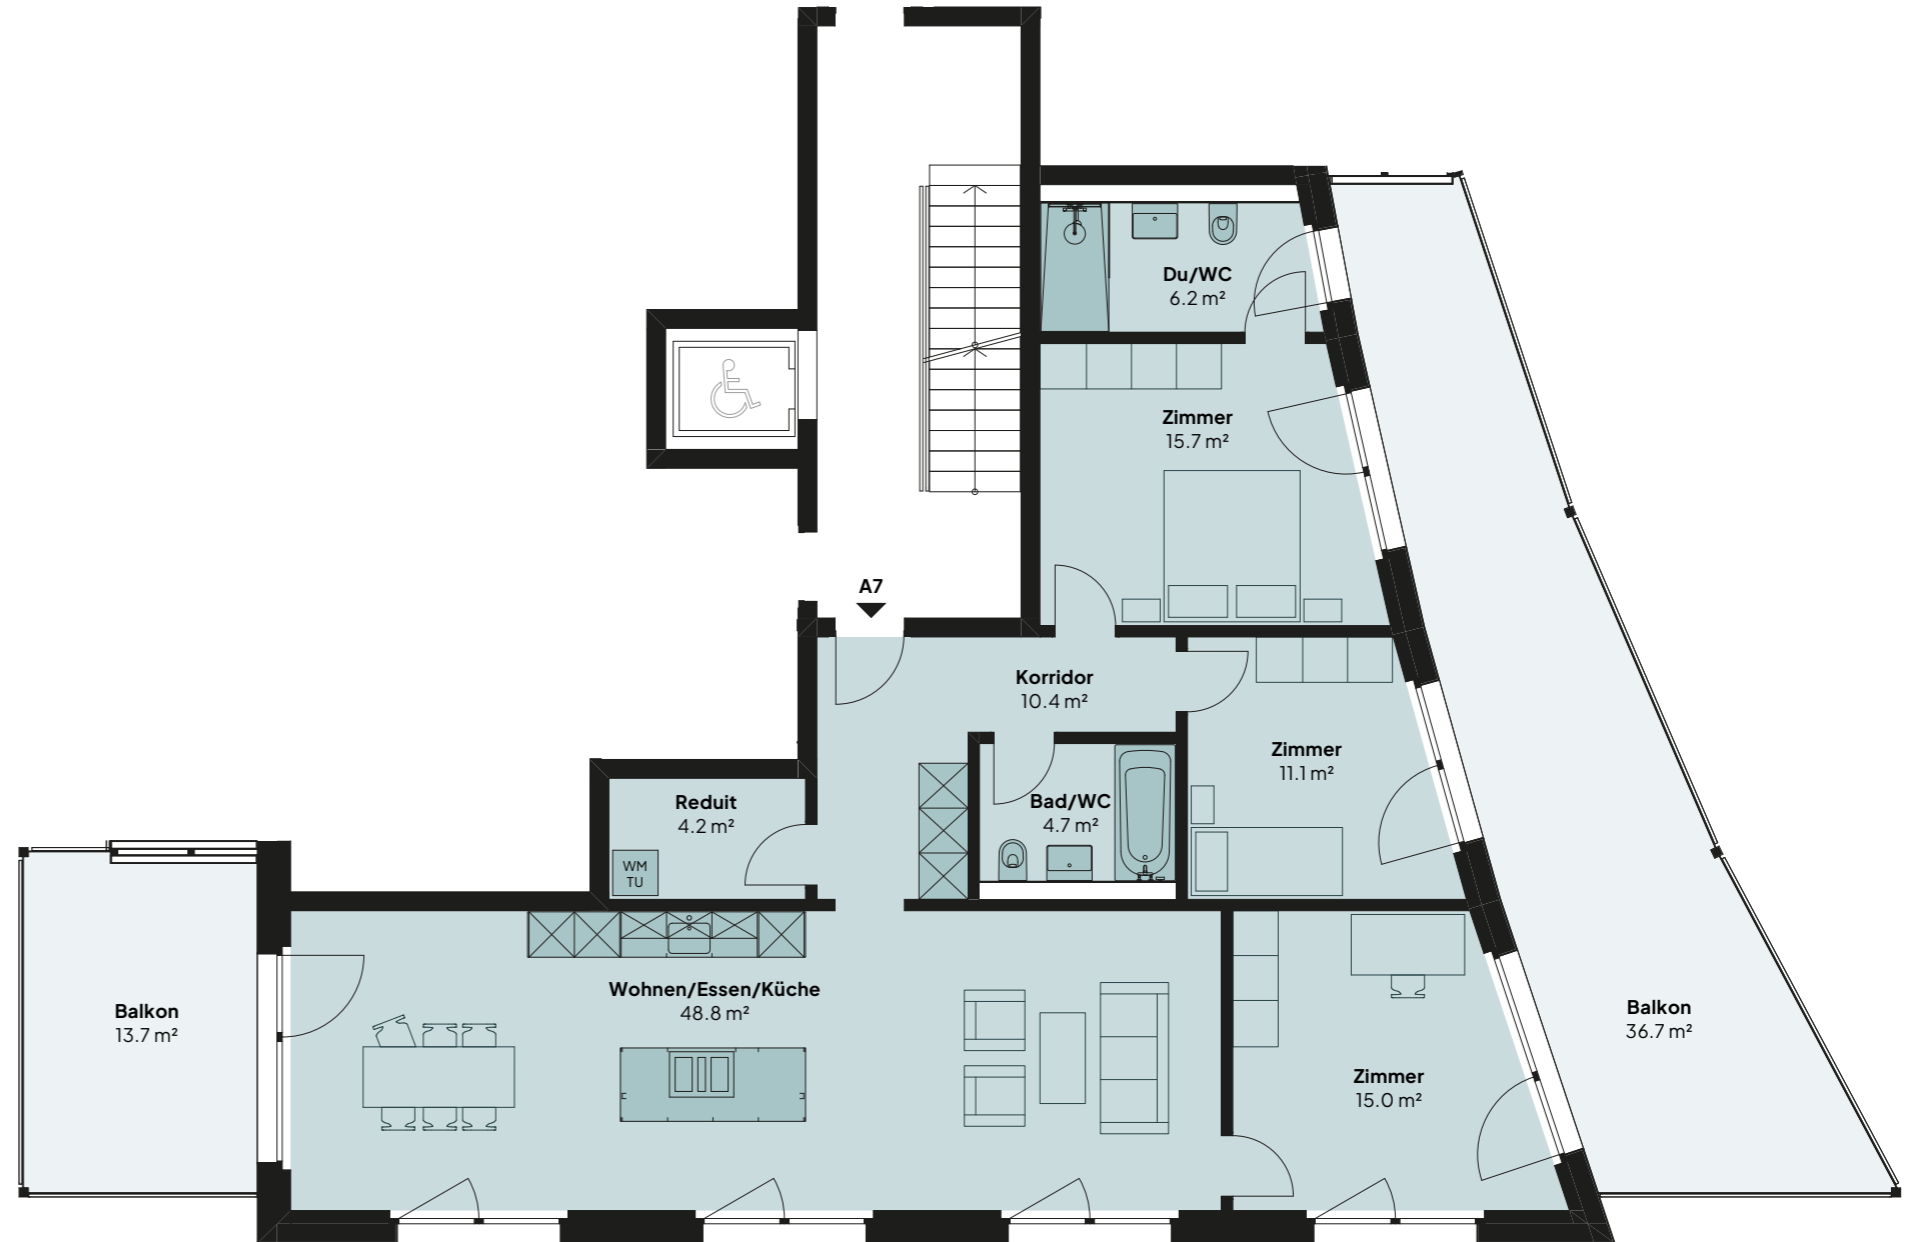 Du/WC
6.2 m²
Zimmer
15.7 m²
A7
Korridor
10.4 m²
Zimmer
11.1 m²
Reduit
4.2 m²
Bad/WC
4.7 m²
WM
TU
Wohnen/Essen/Küche
48.8 m²
Balkon
13.7 m²
Balkon
36.7 m²
Zimmer
15.0 m²